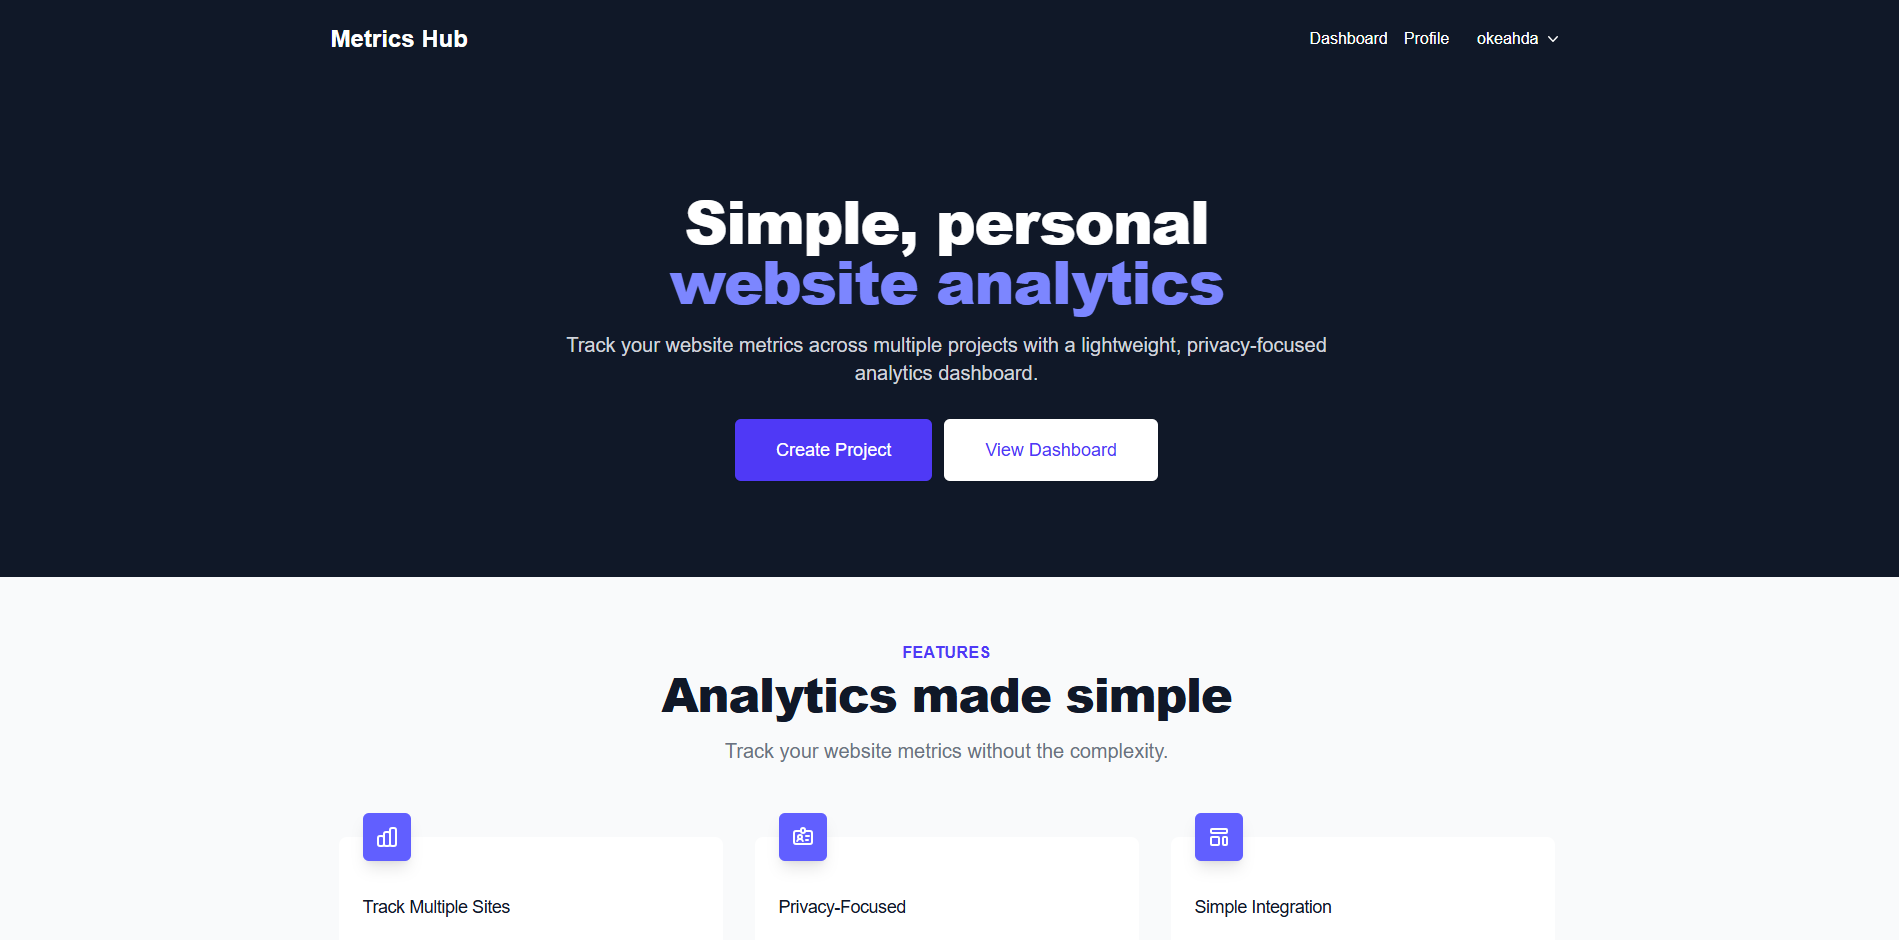 Metrics Hub
Dashboard Profile okeahda
Simple, personal
website analytics
Track your website metrics across multiple projects with a lightweight, privacy-focused
analytics dashboard.
Create Project
View Dashboard
FEATURES
Analytics made simple
Track your website metrics without the complexity.
Track Multiple Sites
Privacy-Focused
Simple Integration